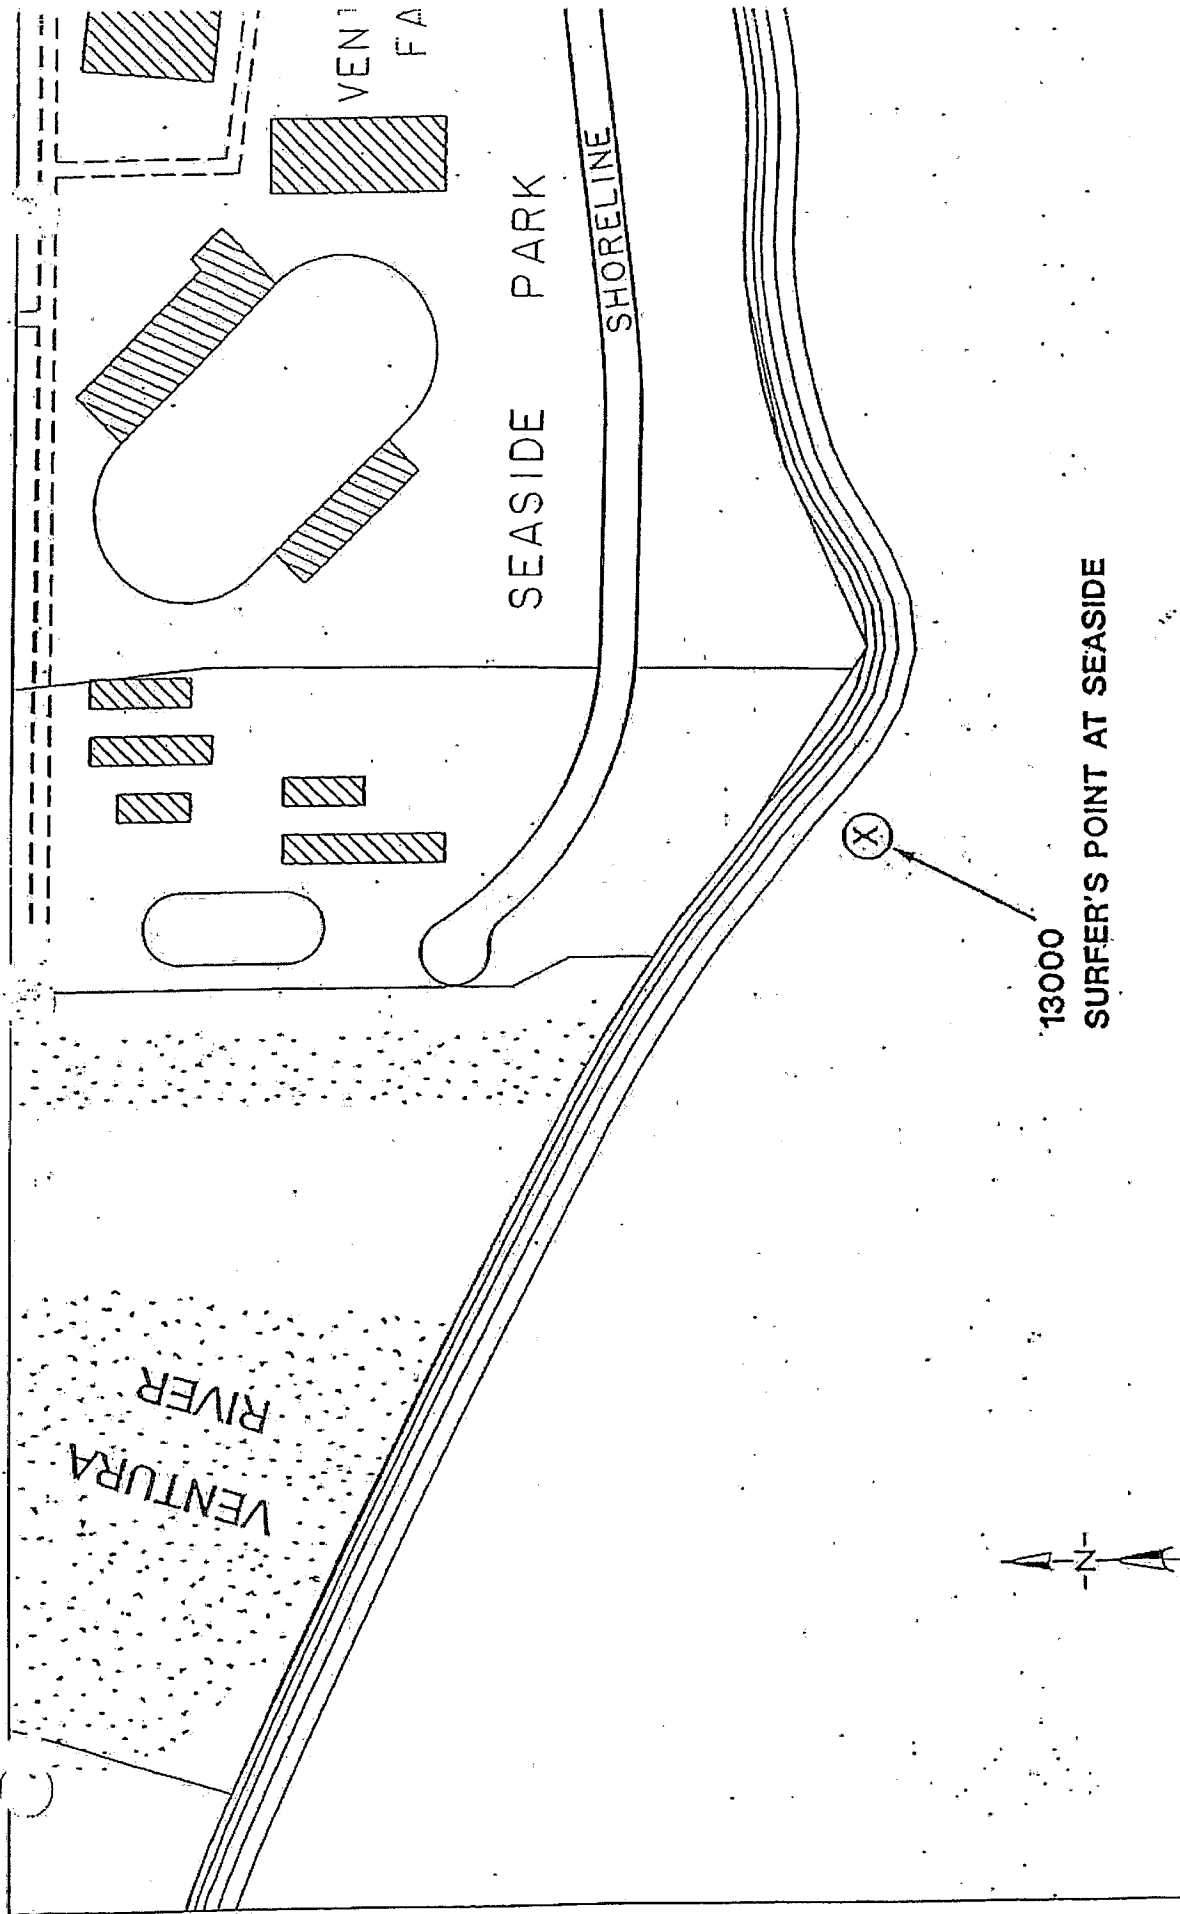 VENTURA
RIVER
SEASIDE PARK
SHORELINE
13000
SURFER'S POINT AT SEASIDE
X
-N-